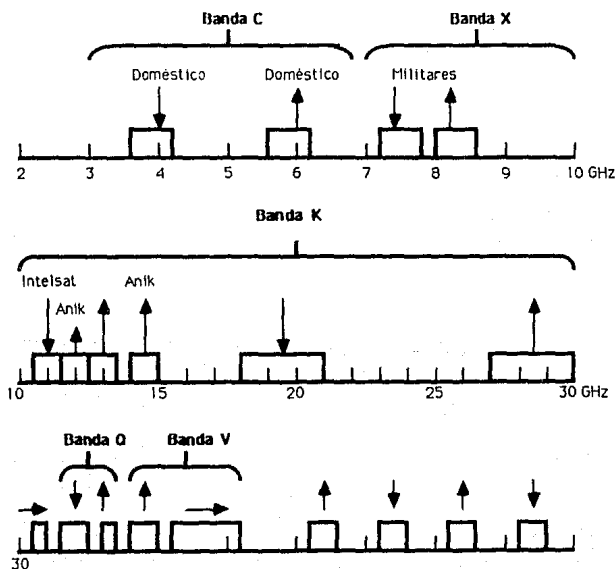 Banda C Banda X
Doméstico Doméstico Militares
2 3 4 5 6 7 8 9 10 GHz
Banda K
Intelsat Anik
Anik
10 15 20 25 30 GHz
Banda Q Banda V
30